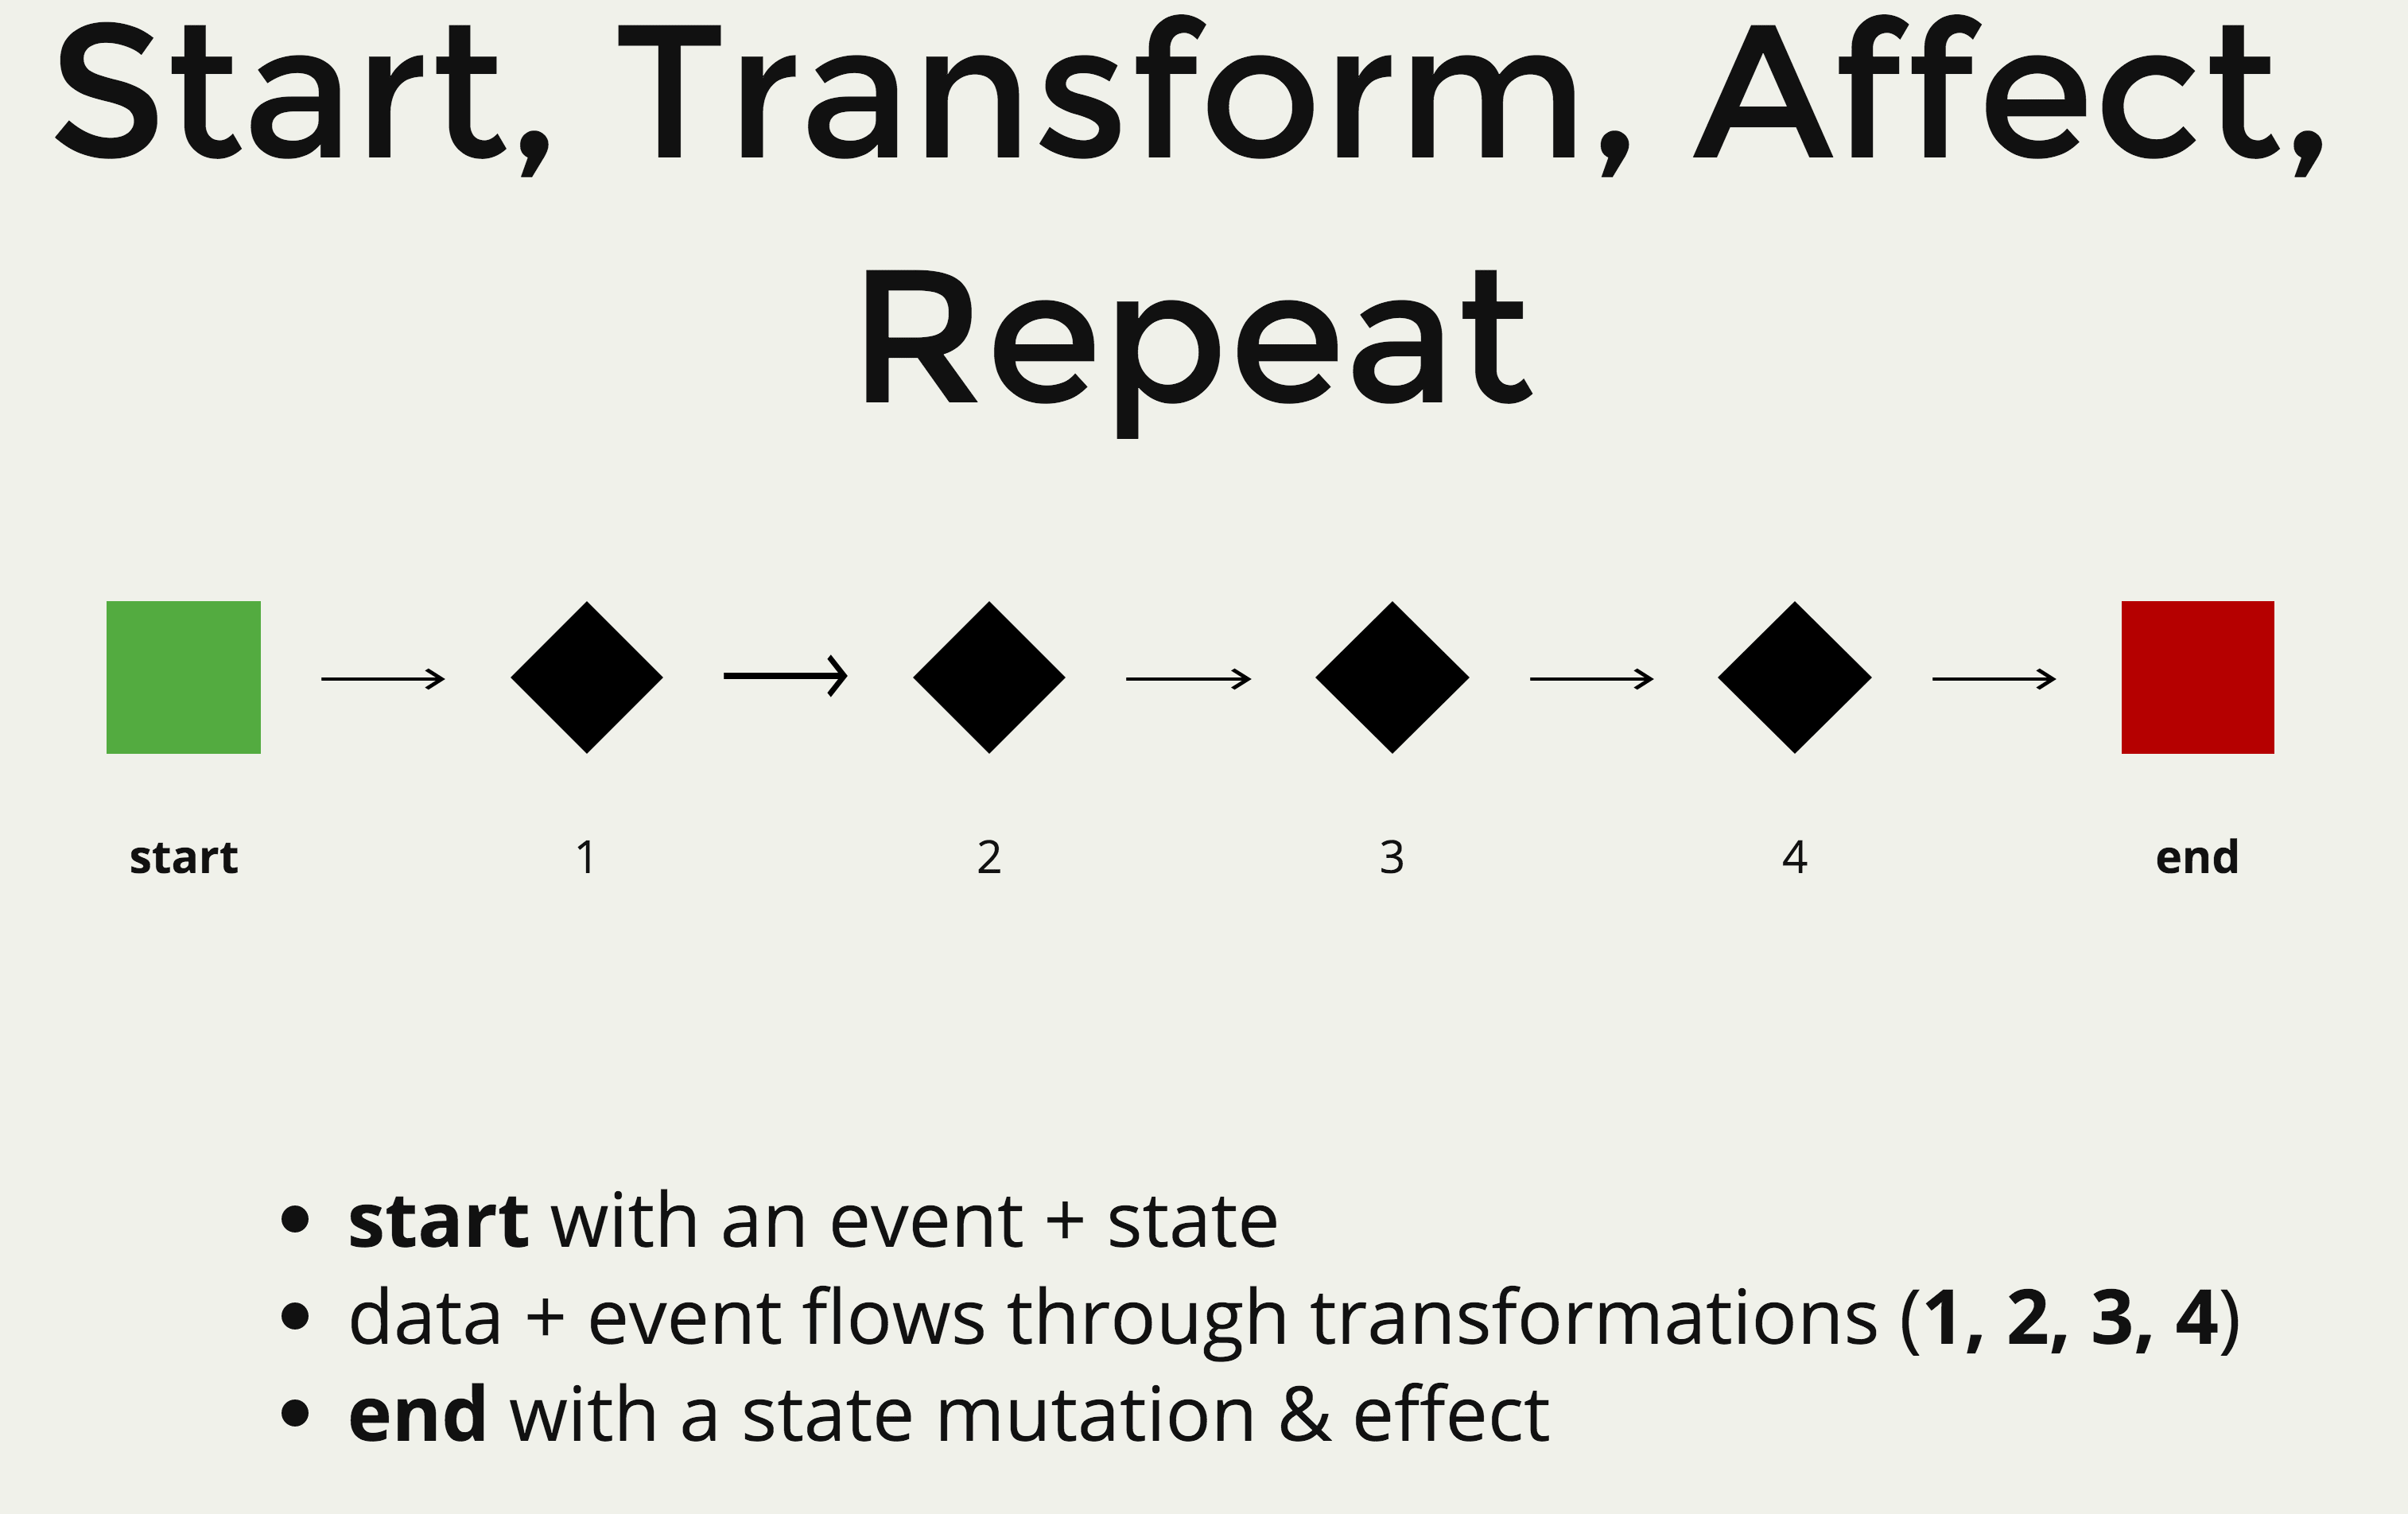 Start, Transform, Affect,
Repeat
start 1 2 3 4 end
• start with an event + state
• data + event flows through transformations (1, 2, 3, 4)
• end with a state mutation & effect